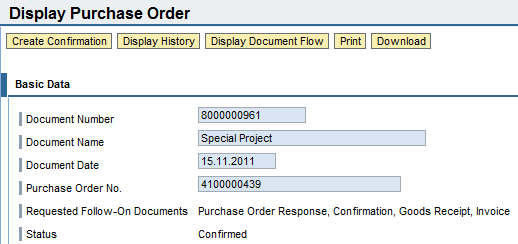 Display Purchase Order
Create Confirmation Display History Display Document Flow Print Download
Basic Data
Document Number 8000000961
Document Name Special Project
Document Date 15.11.2011
Purchase Order No. 4100000439
Requested Follow-On Documents Purchase Order Response, Confirmation, Goods Receipt, Invoice
Status Confirmed